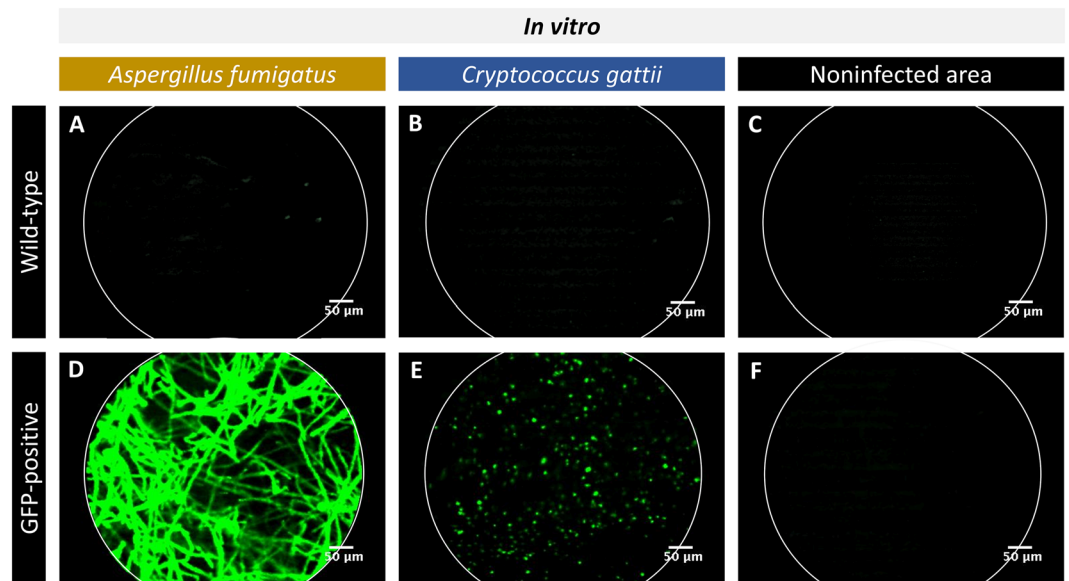 In vitro
Aspergillus fumigatus
Cryptococcus gattii
Noninfected area
Wild-type
A
B
C
50 μm
50 μm
50 μm
GFP-positive
D
E
F
50 μm
50 μm
50 μm